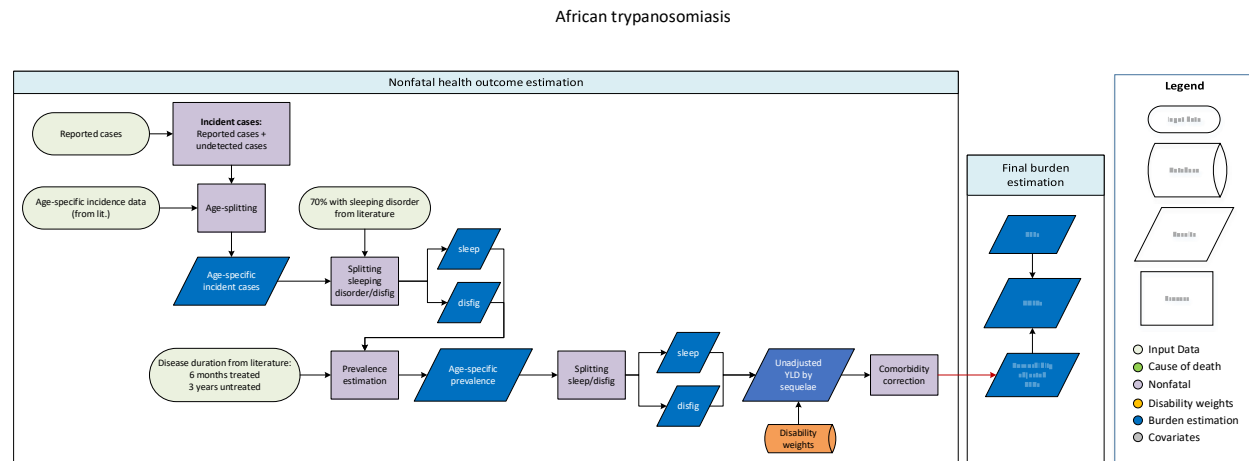 African trypanosomiasis
Nonfatal health outcome estimation
Reported cases
Incident cases:
Reported cases +
undetected cases
Age-specific incidence data
(from lit.)
Age-splitting
70% with sleeping disorder
from literature
Age-specific
incident cases
Splitting
sleeping
disorder/disfig
sleep
disfig
Disease duration from literature:
6 months treated
3 years untreated
Prevalence
estimation
Age-specific
prevalence
Splitting
sleep/disfig
sleep
disfig
Unadjusted
YLD by
sequelae
Disability
weights
Comorbidity
correction
Final burden
estimation
Legend
Input Data
Cause of death
Nonfatal
Disability weights
Burden estimation
Covariates